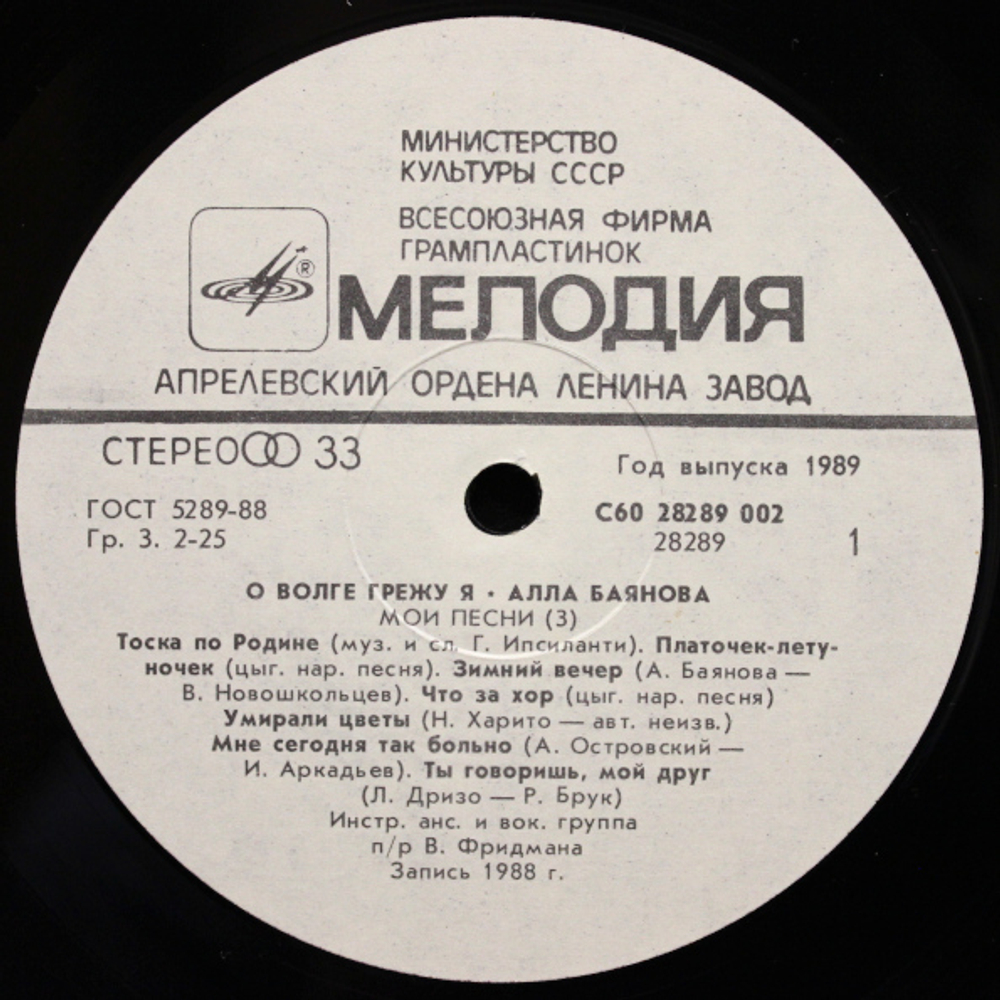 МИНИСТЕРСТВО
КУЛЬТУРЫ СССР
ВСЕСОЮЗНАЯ ФИРМА
ГРАМПЛАСТИНОК
®
МЕЛОДИЯ
АПРЕЛЕВСКИЙ ОРДЕНА ЛЕНИНА ЗАВОД
СТЕРЕО 33
Год выпуска 1989
ГОСТ 5289-88
С60 28289 002
Гр. 3. 2-25
28289
1
О ВОЛГЕ ГРЕЖУ Я • АЛЛА БАЯНОВА
МОИ ПЕСНИ (3)
Тоска по Родине (муз. и сл. Г. Ипсиланти). Платочек-лету-
ночек (цыг. нар. песня). Зимний вечер (А. Баянова —
В. Новошкольцев). Что за хор (цыг. нар. песня)
Умирали цветы (Н. Харито — авт. неизв.)
Мне сегодня так больно (А. Островский —
И. Аркадьев). Ты говоришь, мой друг
(Л. Дризо — Р. Брук)
Инстр. анс. и вок. группа
п/р В. Фридмана
Запись 1988 г.